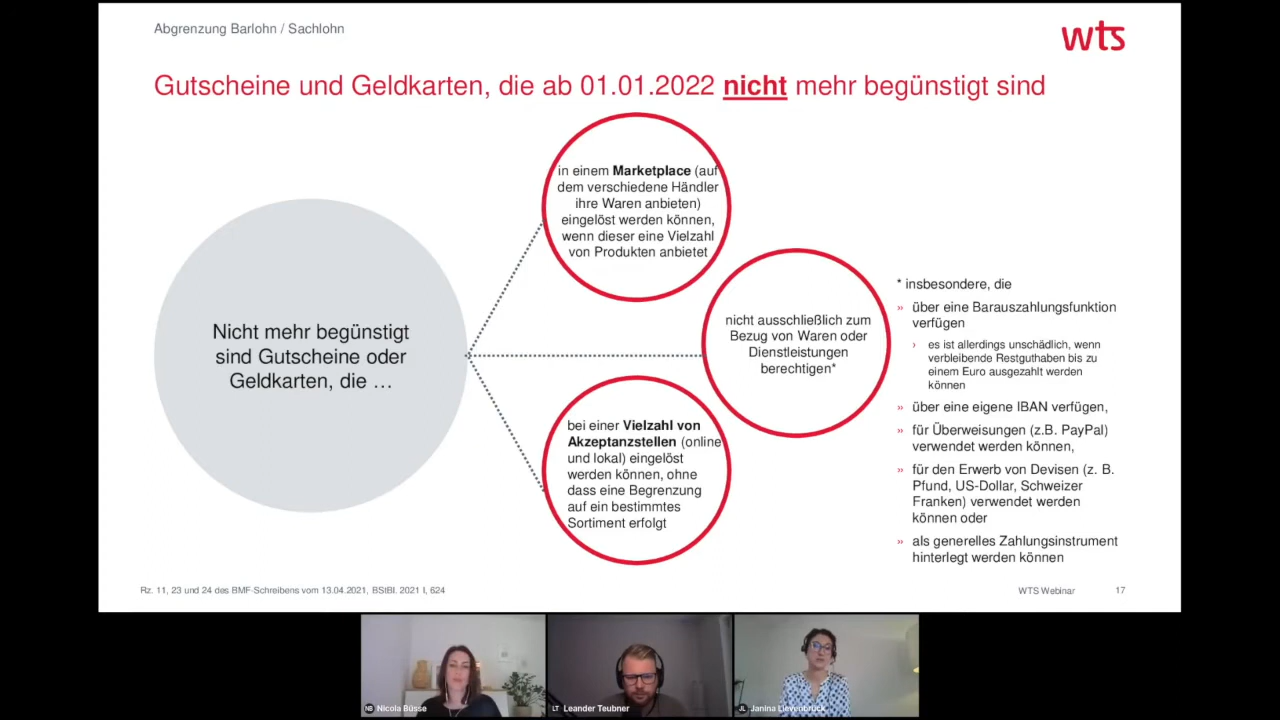 Abgrenzung Barlohn / Sachlohn
wts
Gutscheine und Geldkarten, die ab 01.01.2022 nicht mehr begünstigt sind
Nicht mehr begünstigt
sind Gutscheine oder
Geldkarten, die …
in einem Marketplace (auf
dem verschiedene Händler
ihre Waren anbieten)
eingelöst werden können,
wenn dieser eine Vielzahl
von Produkten anbietet
nicht ausschließlich zum
Bezug von Waren oder
Dienstleistungen
berechtigen*
bei einer Vielzahl von
Akzeptanzstellen (online
und lokal) eingelöst
werden können, ohne
dass eine Begrenzung
auf ein bestimmtes
Sortiment erfolgt
* insbesondere, die
›› über eine Barauszahlungsfunktion
verfügen
› es ist allerdings unschädlich, wenn
verbleibende Restguthaben bis zu
einem Euro ausgezahlt werden
können
›› über eine eigene IBAN verfügen,
›› für Überweisungen (z.B. PayPal)
verwendet werden können,
›› für den Erwerb von Devisen (z. B.
Pfund, US-Dollar, Schweizer
Franken) verwendet werden
können oder
›› als generelles Zahlungsinstrument
hinterlegt werden können
Rz. 11, 23 und 24 des BMF-Schreibens vom 13.04.2021, BStBl. 2021 I, 624
WTS Webinar 17
NB Nicola Büsse
LT Leander Teubner
JL Janina Lievenbrück